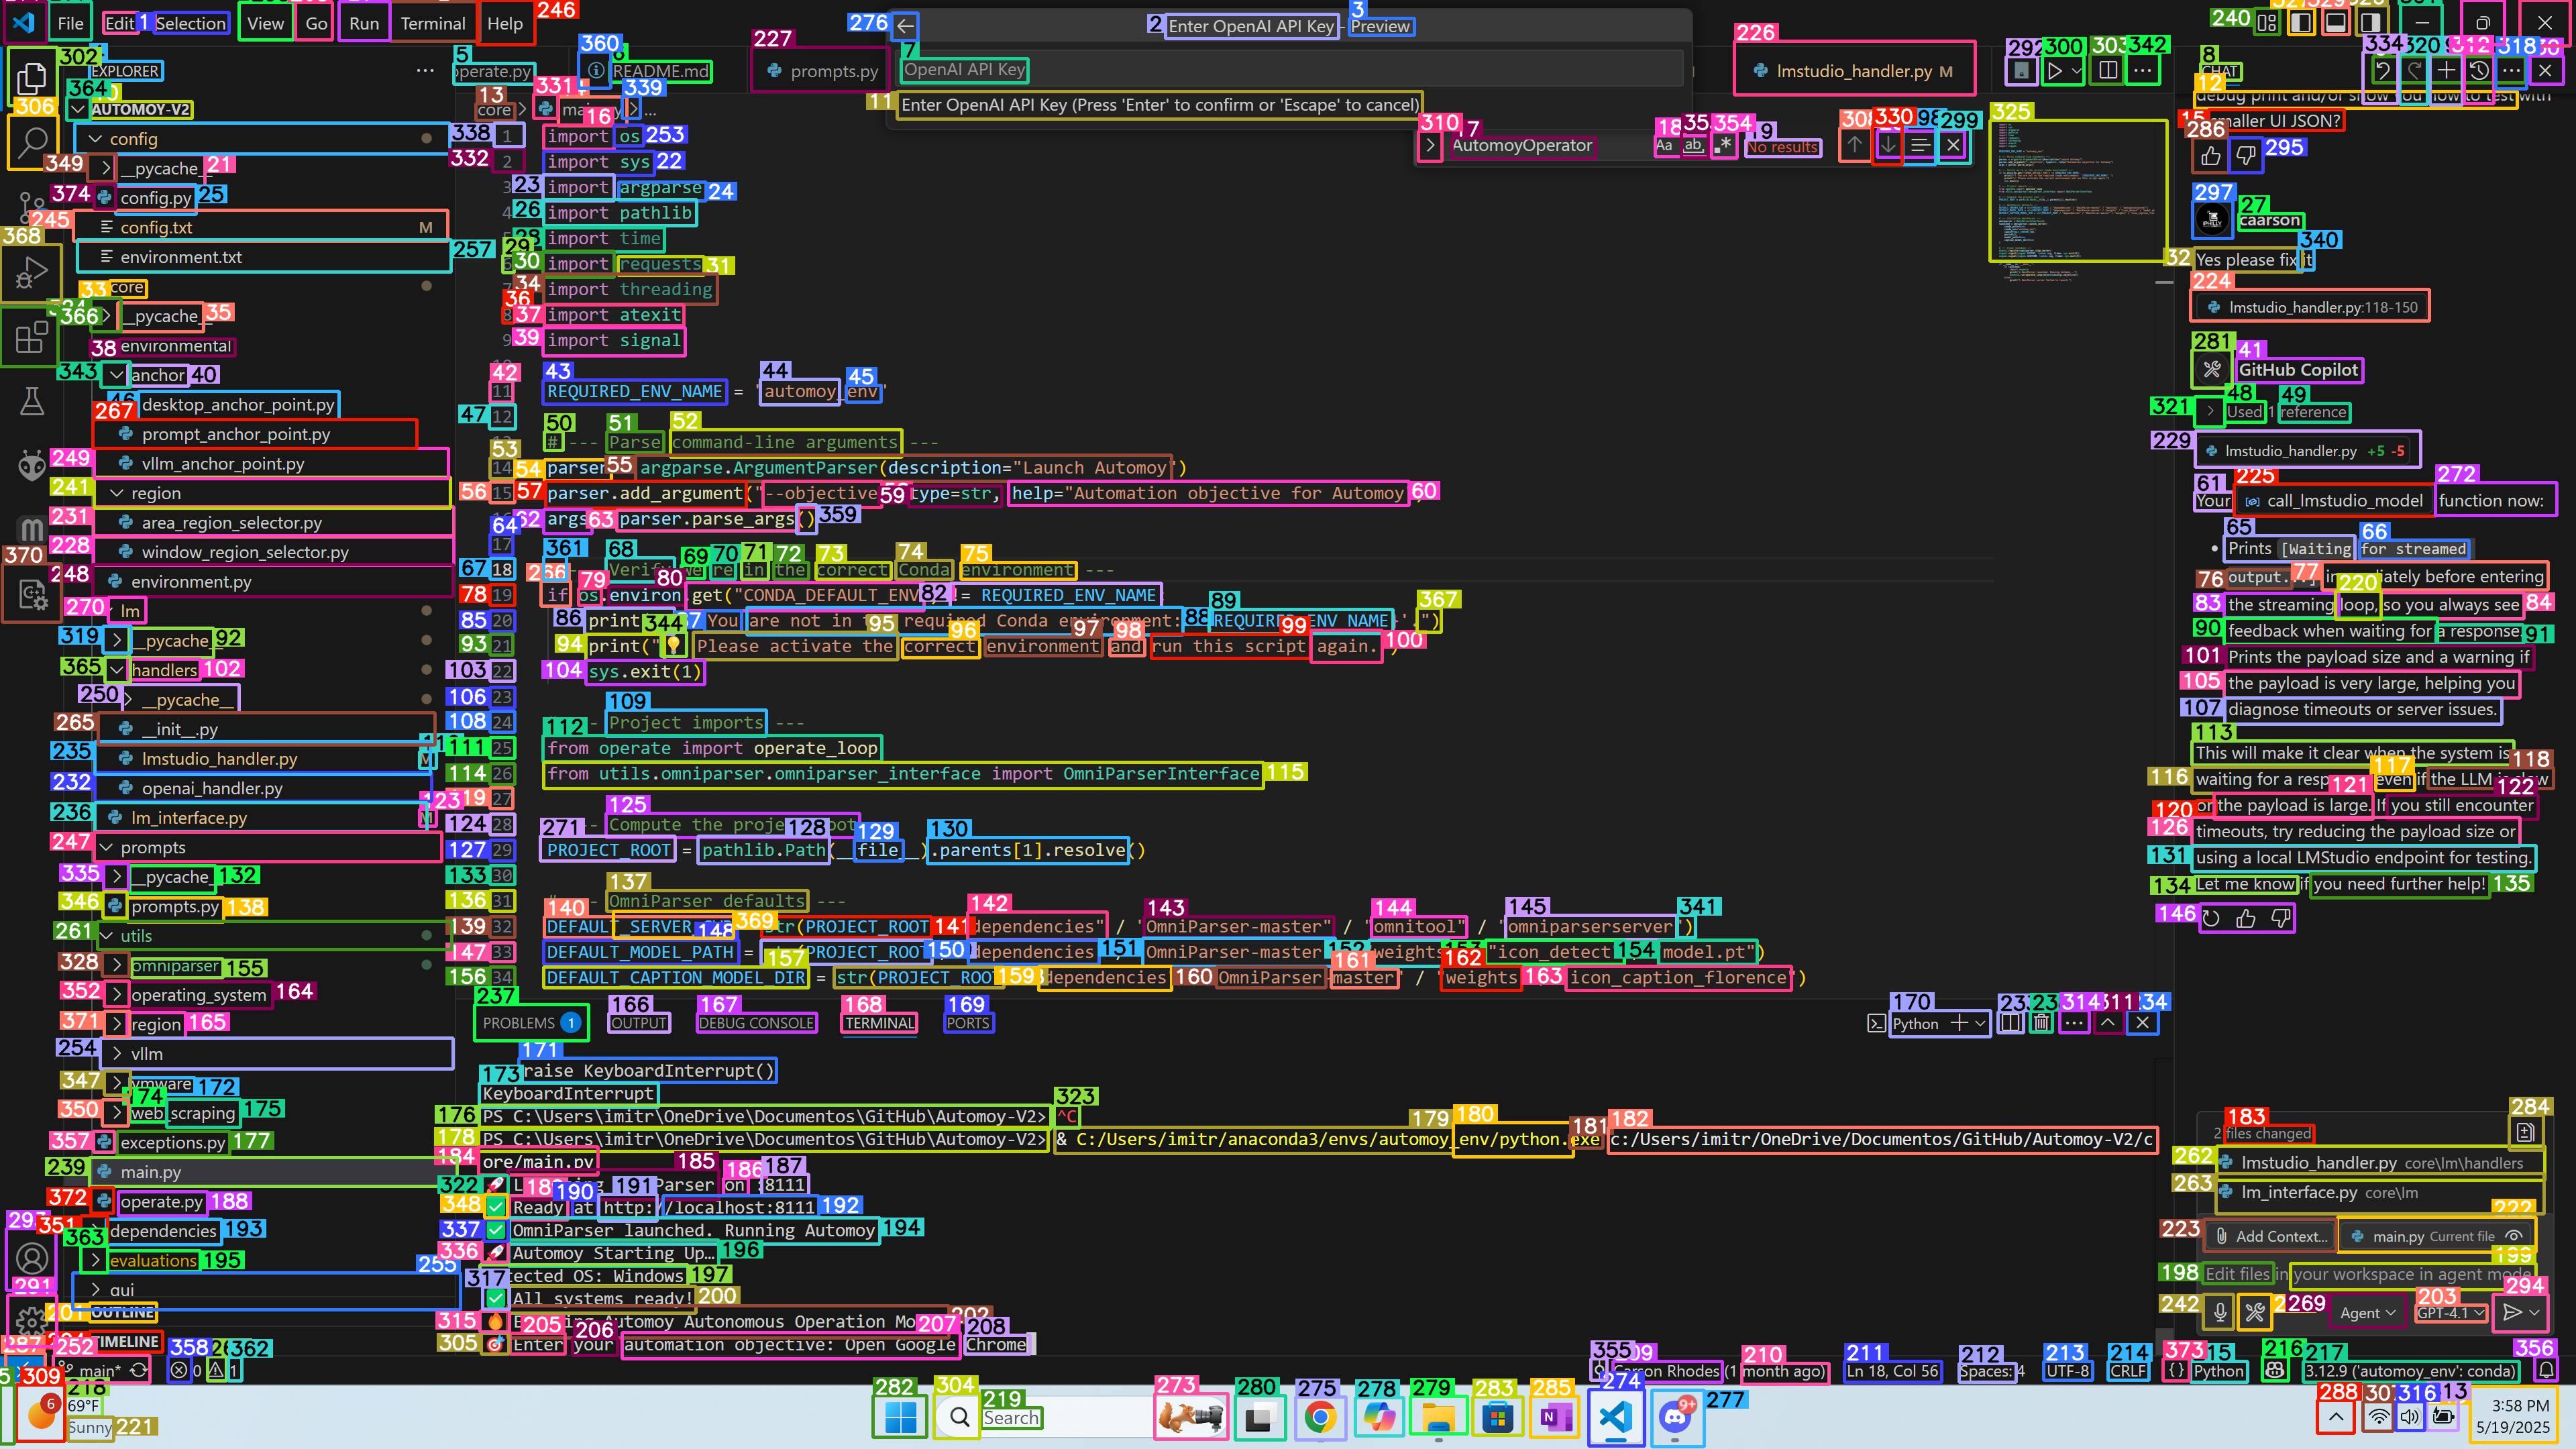 File Edit Selection View Go Run Terminal Help
Enter OpenAI API Key - Preview
OpenAI API Key
Enter OpenAI API Key (Press 'Enter' to confirm or 'Escape' to cancel)
EXPLORER
AUTOMOY-V2
config
__pycache__
config.py
config.txt M
environment.txt
core
__pycache__
environmental
anchor
desktop_anchor_point.py
prompt_anchor_point.py
vllm_anchor_point.py
region
area_region_selector.py
window_region_selector.py
environment.py
lm
__pycache__
handlers
__pycache__
__init__.py
lmstudio_handler.py M
openai_handler.py
lm_interface.py M
prompts
__pycache__
prompts.py
utils
omniparser
operating_system
region
vllm
vmware
web_scraping
exceptions.py
main.py
operate.py
dependencies
evaluations
gui
OUTLINE
TIMELINE
operate.py README.md prompts.py lmstudio_handler.py M
core
AutomoyOperator
No results
1 import os
2 import sys
3 import argparse
4 import pathlib
import time
6 import requests
7 import threading
8 import atexit
9 import signal
11 REQUIRED_ENV_NAME = 'automoy_env'
12
# --- Parse command-line arguments ---
14 parser argparse.ArgumentParser(description="Launch Automoy")
15 parser.add_argument("--objective type=str, help="Automation objective for Automoy
args parser.parse_args()
17
18 Verify we're in the correct Conda environment ---
19 if os.environ.get("CONDA_DEFAULT_ENV != REQUIRED_ENV_NAME
20 print You are not in the required Conda environment: REQUIRED_ENV_NAME '.")
21 print("💡 Please activate the correct environment and run this script again.
22 sys.exit(1)
23
24 Project imports ---
25 from operate import operate_loop
26 from utils.omniparser.omniparser_interface import OmniParserInterface
27
28 Compute the project root
29 PROJECT_ROOT = pathlib.Path(__file__).parents[1].resolve()
30
31 OmniParser defaults ---
32 DEFAULT_SERVER str(PROJECT_ROOT dependencies" / "OmniParser-master" / "omnitool" / "omniparserserver")
33 DEFAULT_MODEL_PATH = str(PROJECT_ROOT dependencies OmniParser-master weights "icon_detect model.pt")
34 DEFAULT_CAPTION_MODEL_DIR = str(PROJECT_ROOT dependencies OmniParser-master" / "weights icon_caption_florence")
PROBLEMS 1 OUTPUT DEBUG CONSOLE TERMINAL PORTS Python
raise KeyboardInterrupt()
KeyboardInterrupt
PS C:\Users\imitr\OneDrive\Documentos\GitHub\Automoy-V2> ^C
PS C:\Users\imitr\OneDrive\Documentos\GitHub\Automoy-V2> & C:/Users/imitr/anaconda3/envs/automoy_env/python.exe c:/Users/imitr/OneDrive/Documentos/GitHub/Automoy-V2/c
ore/main.py
Parser on :8111
Ready at http://localhost:8111
OmniParser launched. Running Automoy
Automoy Starting Up…
OS: Windows
All systems ready!
Automoy Autonomous Operation
Enter your automation objective: Open Google Chrome
CHAT
debug print and/or show you how to test with
smaller UI JSON?
caarson
Yes please fix it
lmstudio_handler.py:118-150
GitHub Copilot
Used 1 reference
lmstudio_handler.py +5 -5
Your call_lmstudio_model function now:
• Prints [Waiting for streamed
output...] immediately before entering
the streaming loop, so you always see
feedback when waiting for a response
Prints the payload size and a warning if
the payload is very large, helping you
diagnose timeouts or server issues.
This will make it clear when the system is
waiting for a response even if the LLM is slow
or the payload is large. If you still encounter
timeouts, try reducing the payload size or
using a local LMStudio endpoint for testing.
Let me know if you need further help!
2 files changed
lmstudio_handler.py core\lm\handlers
lm_interface.py core\lm
Add Context... main.py Current file
Edit files in your workspace in agent mode
Agent GPT-4.1
main* 0 1 Carson Rhodes (1 month ago) Ln 18, Col 56 Spaces: 4 UTF-8 CRLF {} Python 3.12.9 ('automoy_env': conda)
69°F
Sunny
Search
3:58 PM
5/19/2025